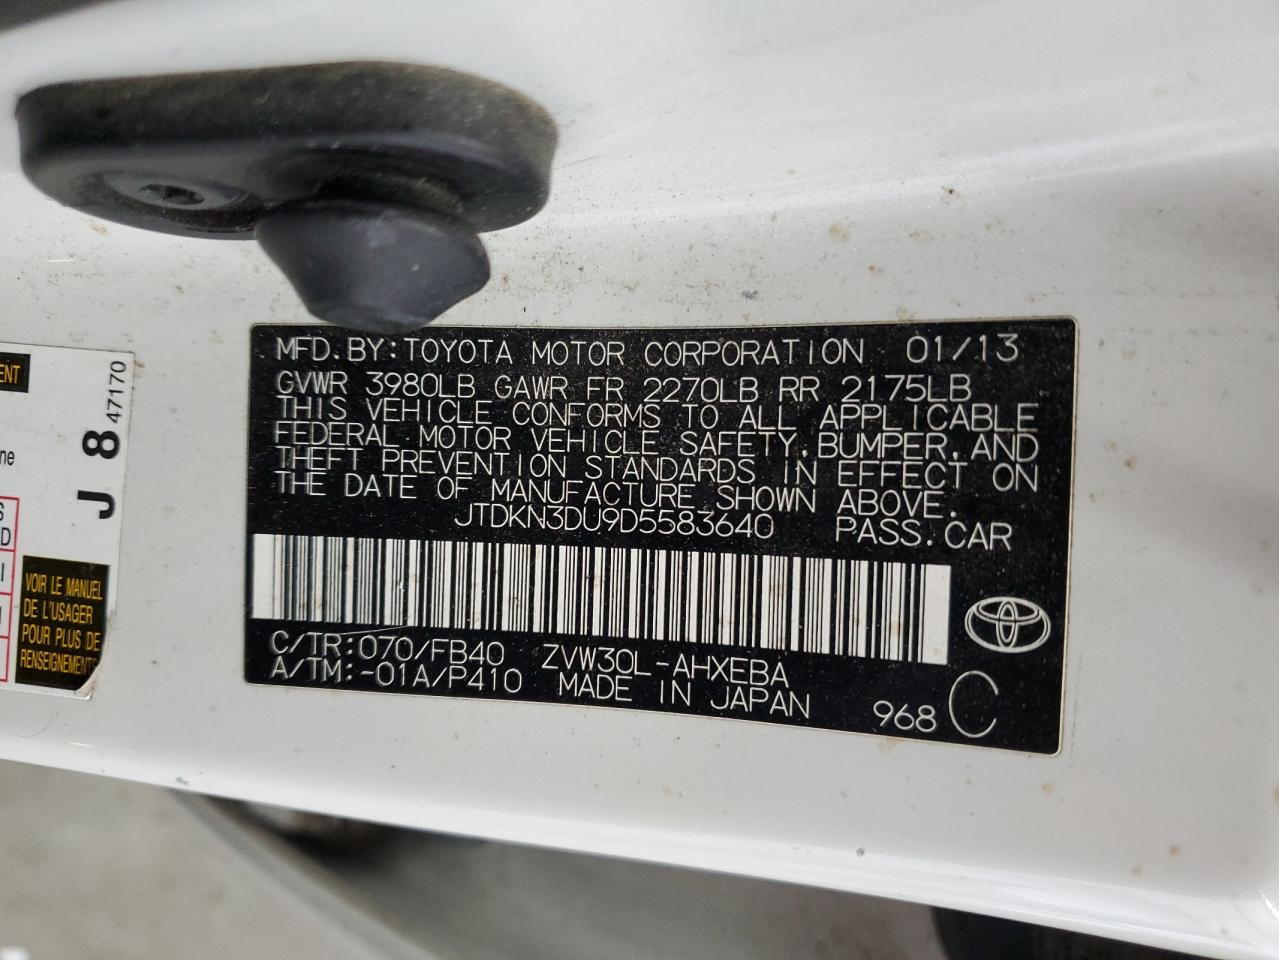 MFD.BY:TOYOTA MOTOR CORPORATION 01/13
GVWR 3980LB GAWR FR 2270LB RR 2175LB
THIS VEHICLE CONFORMS TO ALL APPLICABLE
FEDERAL MOTOR VEHICLE SAFETY,BUMPER,AND
THEFT PREVENTION STANDARDS IN EFFECT ON
THE DATE OF MANUFACTURE SHOWN ABOVE.
JTDKN3DU9D5583640 PASS.CAR
C/TR:070/FB40 ZVW30L-AHXEBA
A/TM:-01A/P410 MADE IN JAPAN 968 C
J 8 47170
VOIR LE MANUEL
DE L'USAGER
POUR PLUS DE
RENSEIGNEMENTS